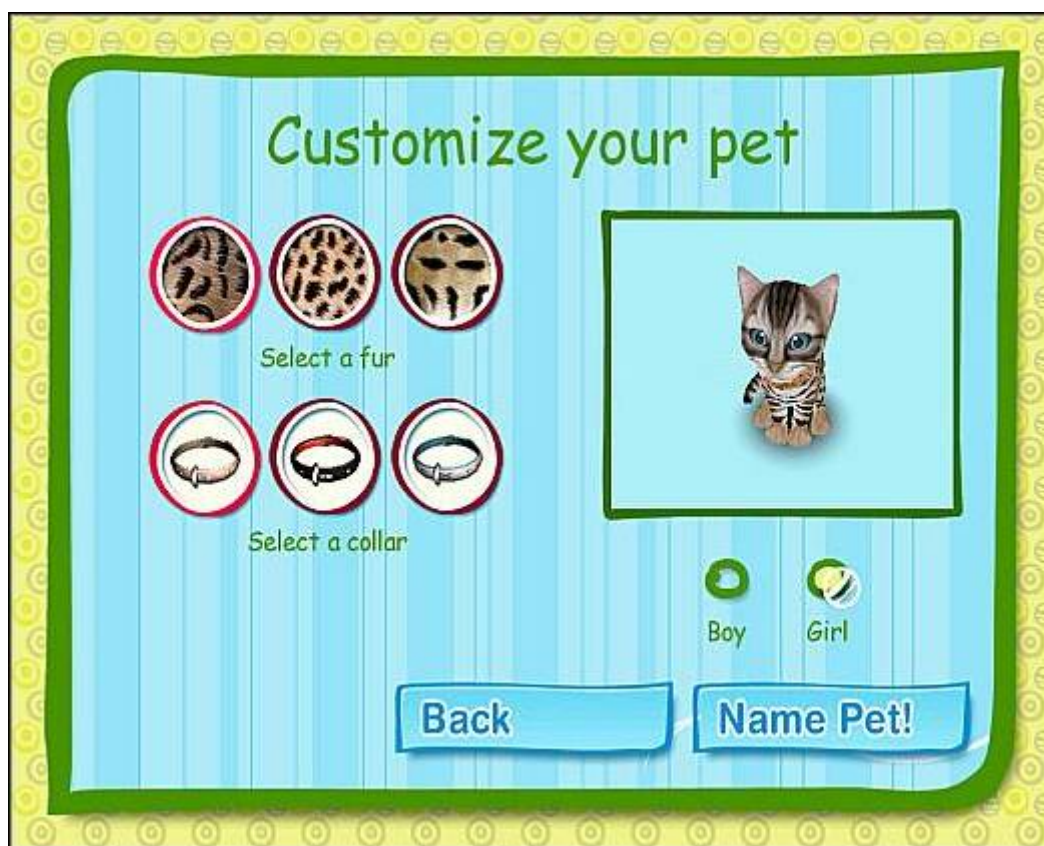 Customize your pet
Select a fur
Select a collar
Boy
Girl
Back
Name Pet!